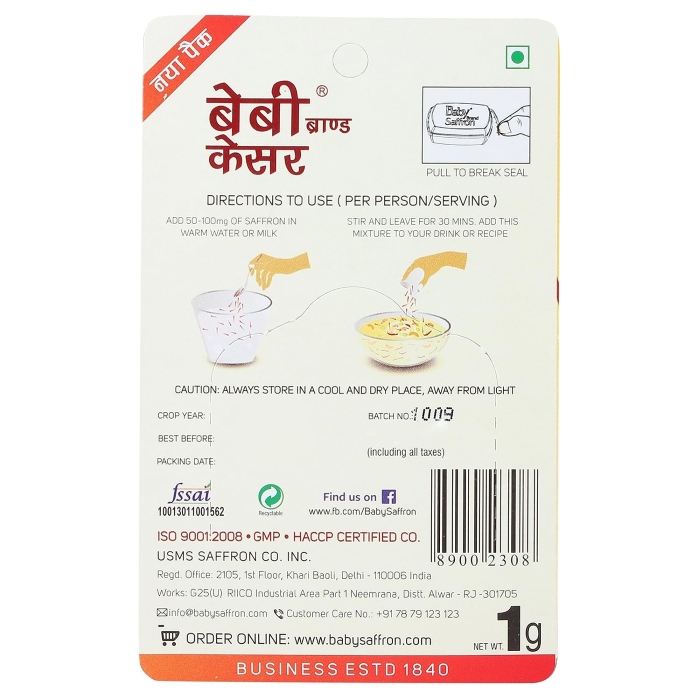 नया पैक
बेबी ®
ब्राण्ड
केसर
Baby
Brand
Saffron
PULL TO BREAK SEAL
DIRECTIONS TO USE ( PER PERSON/SERVING )
ADD 50-100mg OF SAFFRON IN
WARM WATER OR MILK
STIR AND LEAVE FOR 30 MINS. ADD THIS
MIXTURE TO YOUR DRINK OR RECIPE
CAUTION: ALWAYS STORE IN A COOL AND DRY PLACE, AWAY FROM LIGHT
CROP YEAR:
BATCH NO.: 1009
BEST BEFORE:
(including all taxes)
PACKING DATE:
fssai
10013011001562
Recyclable
Find us on f
www.fb.com/BabySaffron
8900 2308
ISO 9001:2008 • GMP • HACCP CERTIFIED CO.
USMS SAFFRON CO. INC.
Regd. Office: 2105, 1st Floor, Khari Baoli, Delhi - 110006 India
Works: G25(U) RIICO Industrial Area Part 1 Neemrana, Distt. Alwar - RJ -301705
info@babysaffron.com Customer Care No.: +91 78 79 123 123
ORDER ONLINE: www.babysaffron.com
NET WT. 1g
BUSINESS ESTD 1840